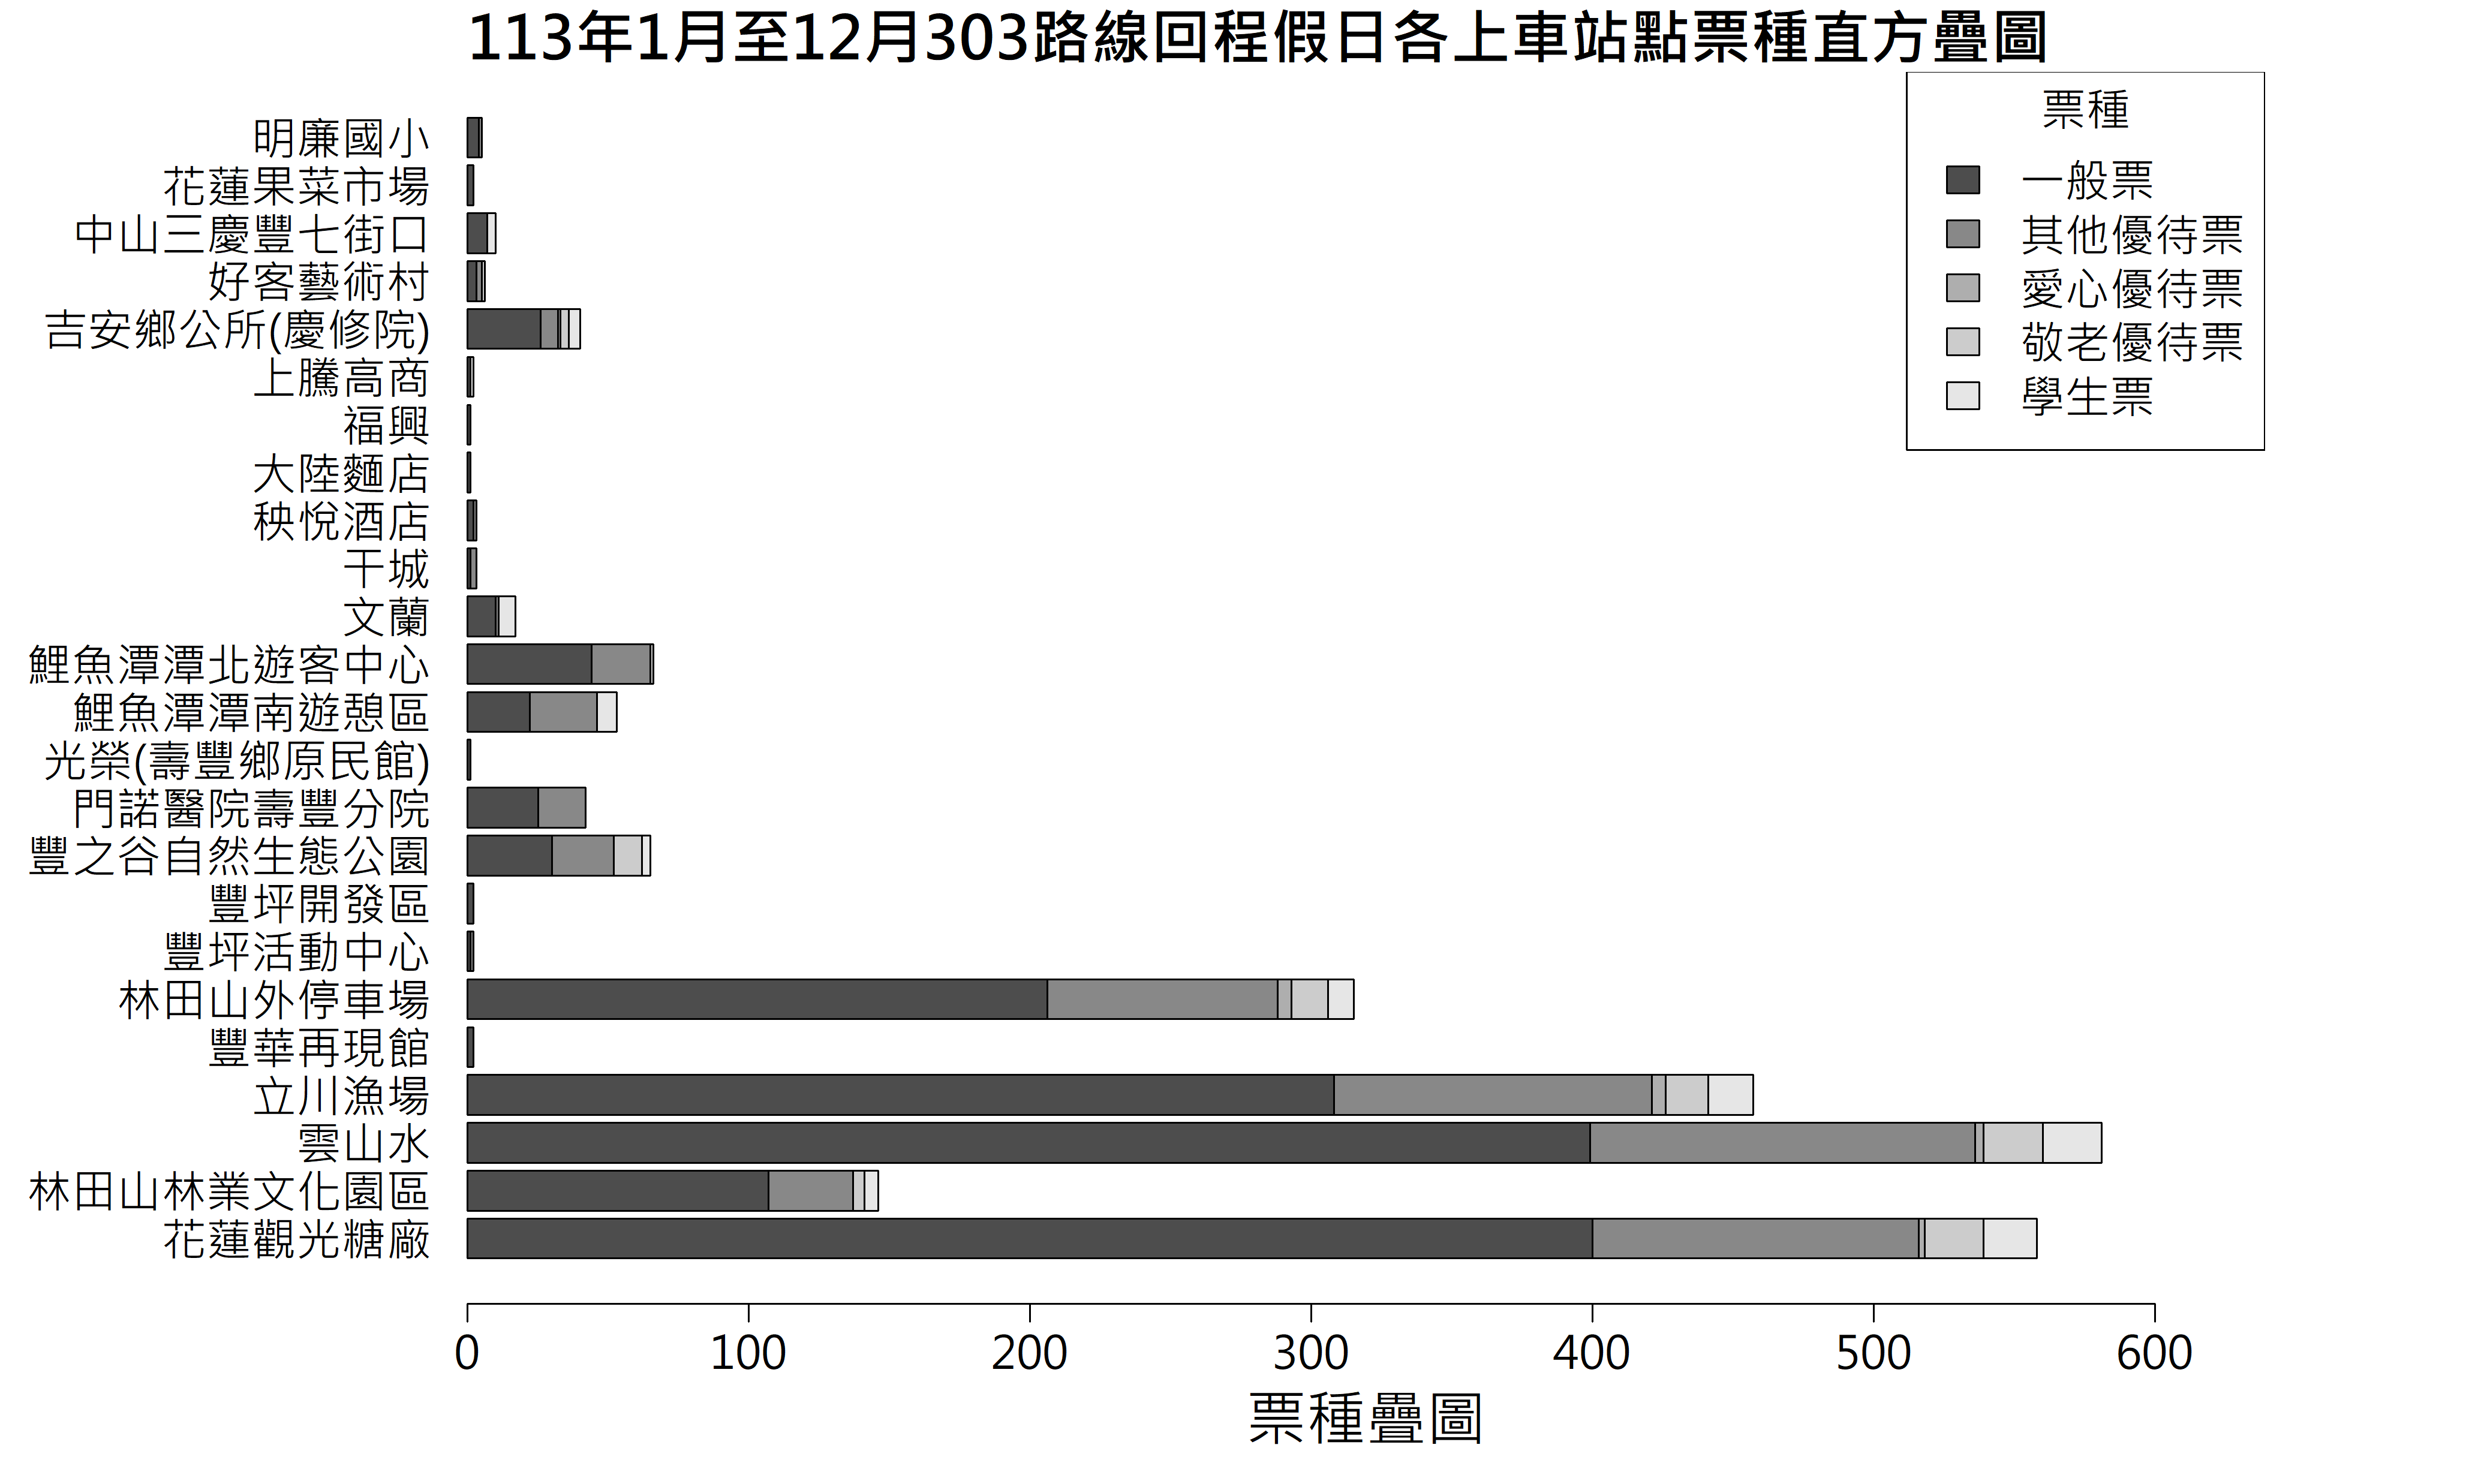 113年1月至12月303路線回程假日各上車站點票種直方疊圖
票種
一般票
其他優待票
愛心優待票
敬老優待票
學生票
明廉國小
花蓮果菜市場
中山三慶豐七街口
好客藝術村
吉安鄉公所(慶修院)
上騰高商
福興
大陸麵店
秧悅酒店
干城
文蘭
鯉魚潭潭北遊客中心
鯉魚潭潭南遊憩區
光榮(壽豐鄉原民館)
門諾醫院壽豐分院
豐之谷自然生態公園
豐坪開發區
豐坪活動中心
林田山外停車場
豐華再現館
立川漁場
雲山水
林田山林業文化園區
花蓮觀光糖廠
0 100 200 300 400 500 600
票種疊圖